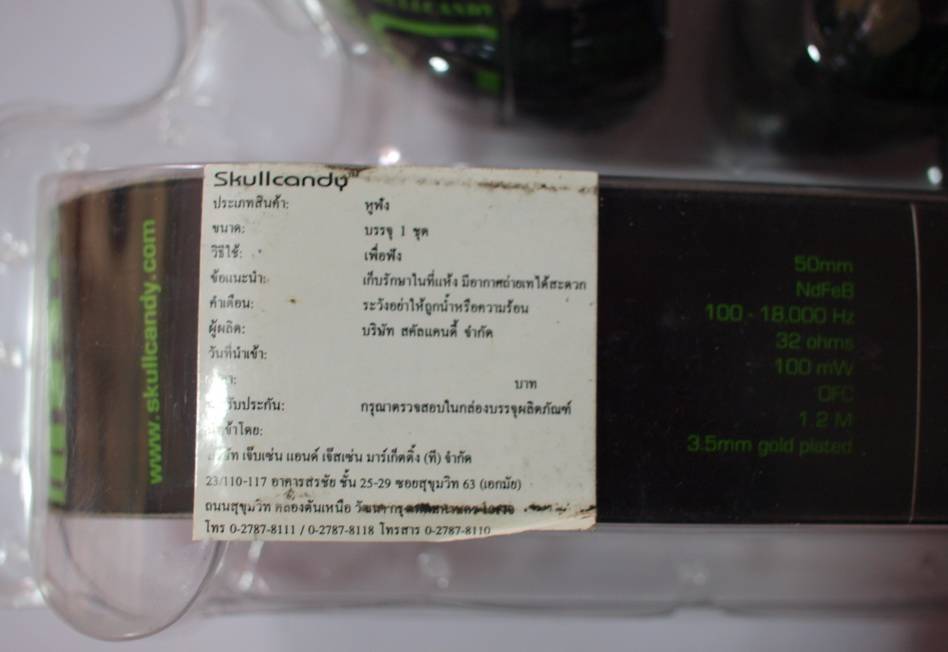 SKULLCANDY
www.skullcandy.com
Skullcandy
ประเภทสินค้า: หูฟัง
ขนาด: บรรจุ 1 ชุด
วิธีใช้: เพื่อฟัง
ข้อแนะนำ: เก็บรักษาในที่แห้ง มีอากาศถ่ายเทได้สะดวก
คำเตือน: ระวังอย่าให้ถูกน้ำหรือความร้อน
ผู้ผลิต: บริษัท สคัลแคนดี้ จำกัด
วันที่นำเข้า:
บาท
รับประกัน: กรุณาตรวจสอบในกล่องบรรจุผลิตภัณฑ์
เข้าโดย:
เจ็บเซ่น แอนด์ เจ๊สเซ่น มาร์เก็ตติ้ง (ที) จำกัด
23/110-117 อาคารสรชัย ชั้น 25-29 ซอยสุขุมวิท 63 (เอกมัย)
ถนนสุขุมวิท คลองตันเหนือ
โทร 0-2787-8111 / 0-2787-8118 โทรสาร 0-2787-8110
50mm
NdFeB
100 - 18,000 Hz
32 ohms
100 mW
OFC
1.2 M
3.5mm gold plated